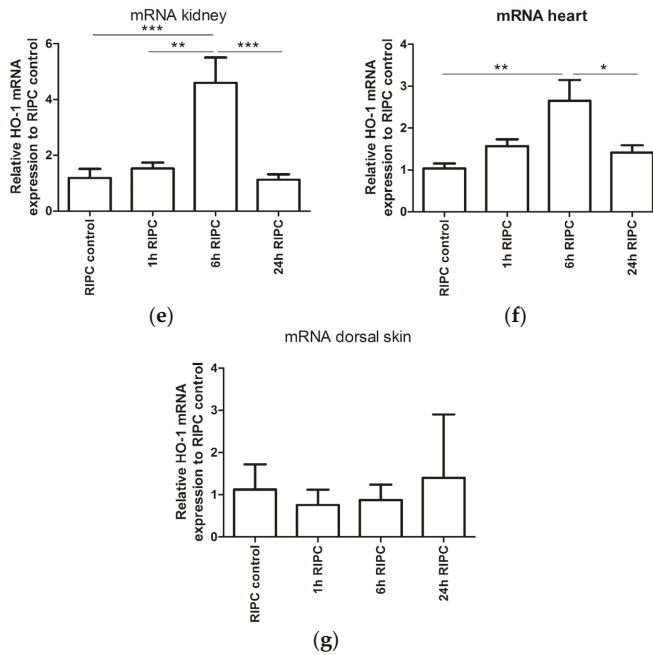 mRNA kidney
Relative HO-1 mRNA
expression to RIPC control
6
4
2
0
***
**
***
RIPC control
1h RIPC
6h RIPC
24h RIPC
(e)
mRNA heart
Relative HO-1 mRNA
expression to RIPC control
4
3
2
1
0
**
*
RIPC control
1h RIPC
6h RIPC
24h RIPC
(f)
mRNA dorsal skin
Relative HO-1 mRNA
expression to RIPC control
4
3
2
1
0
RIPC control
1h RIPC
6h RIPC
24h RIPC
(g)